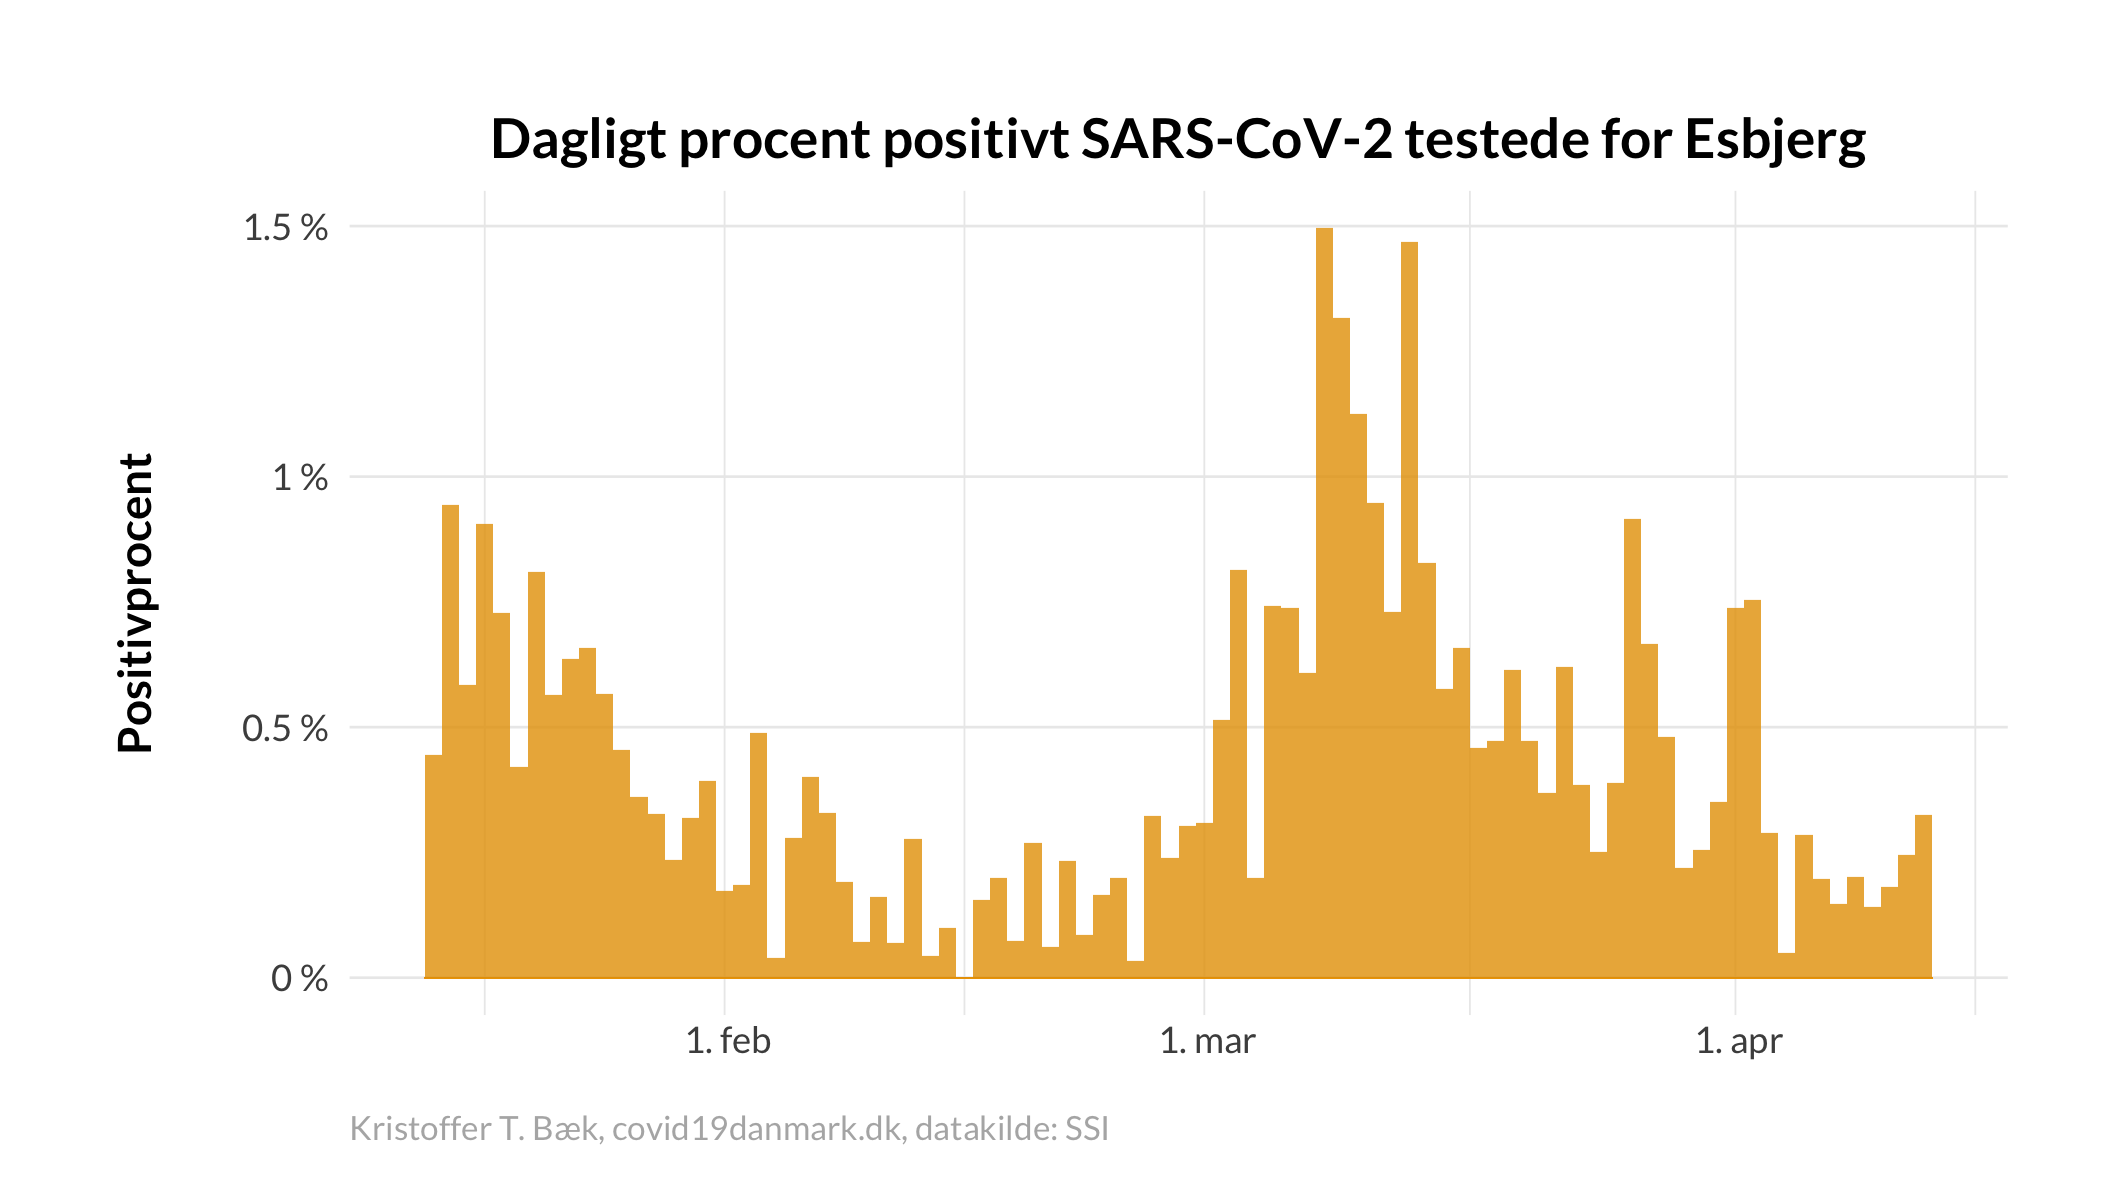 Dagligt procent positivt SARS-CoV-2 testede for Esbjerg
Positivprocent
1.5 %
1 %
0.5 %
0 %
1. feb
1. mar
1. apr
Kristoffer T. Bæk, covid19danmark.dk, datakilde: SSI